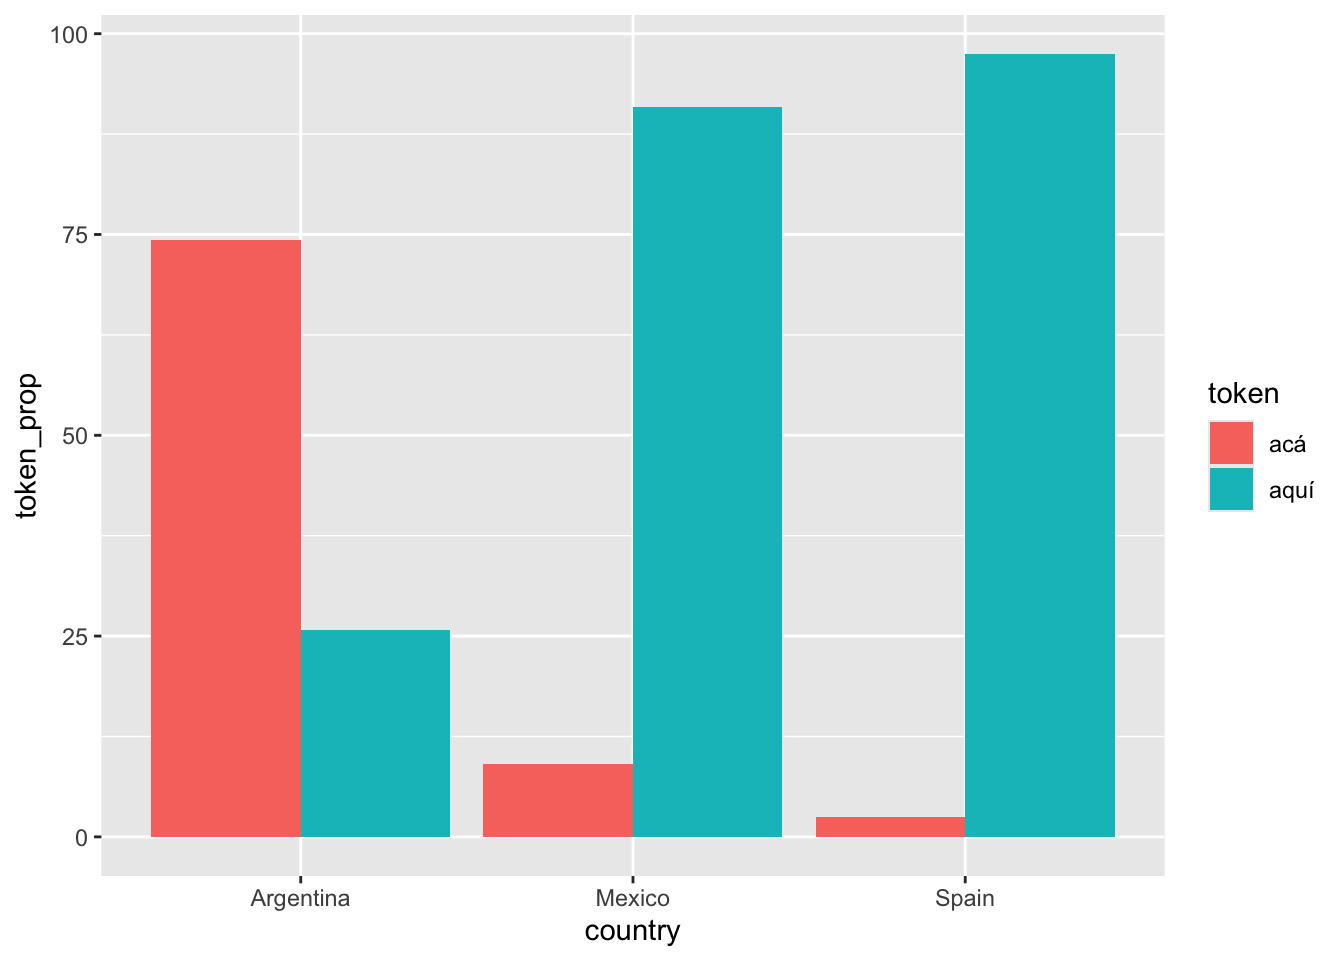 100
75
50
25
0
token_prop
Argentina
Mexico
Spain
country
token
acá
aquí